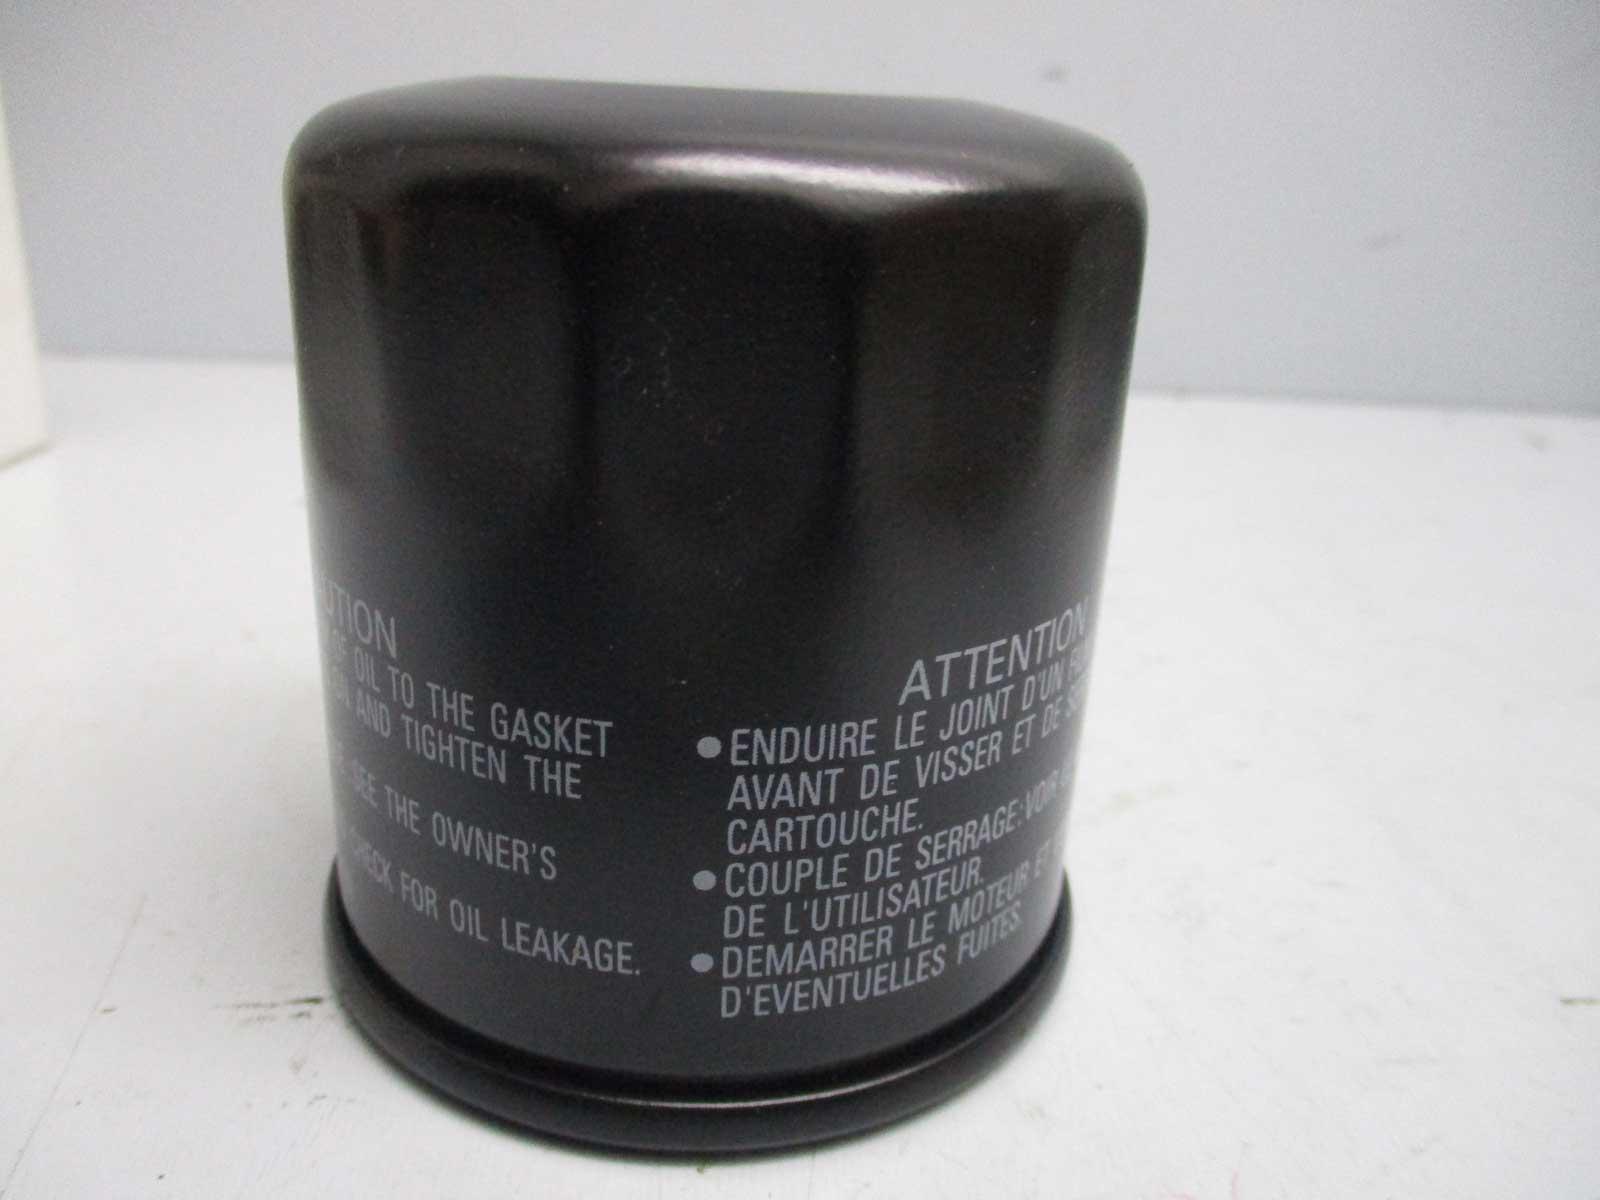 OF OIL TO THE GASKET
AND TIGHTEN THE
SEE THE OWNER'S
CHECK FOR OIL LEAKAGE.
ATTENTION
● ENDUIRE LE JOINT D'UN
AVANT DE VISSER ET DE
CARTOUCHE.
● COUPLE DE SERRAGE: VOIR
DE L'UTILISATEUR.
● DEMARRER LE MOTEUR ET
D'EVENTUELLES FUITES.